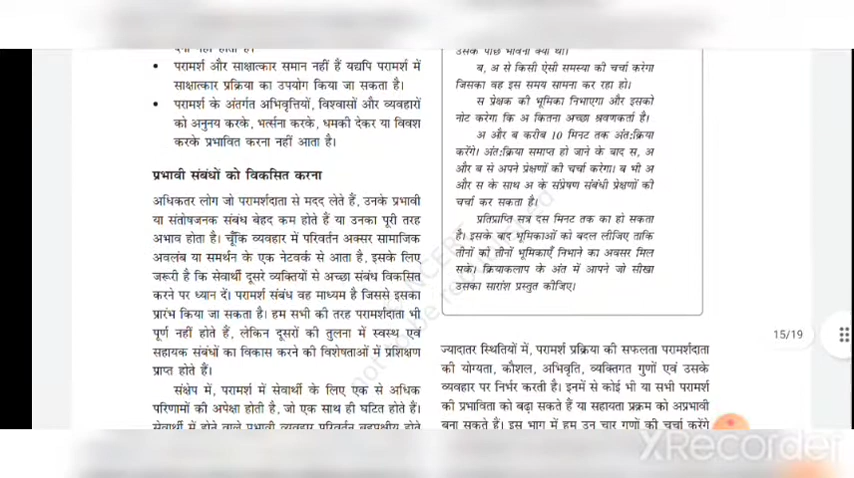 देना नहीं होता है।
• परामर्श और साक्षात्कार समान नहीं हैं यद्यपि परामर्श में
साक्षात्कार प्रक्रिया का उपयोग किया जा सकता है।
• परामर्श के अंतर्गत अभिवृत्तियों, विश्वासों और व्यवहारों
को अनुनय करके, भर्त्सना करके, धमकी देकर या विवश
करके प्रभावित करना नहीं आता है।
प्रभावी संबंधों को विकसित करना
अधिकतर लोग जो परामर्शदाता से मदद लेते हैं, उनके प्रभावी
या संतोषजनक संबंध बेहद कम होते हैं या उनका पूरी तरह
अभाव होता है। चूँकि व्यवहार में परिवर्तन अक्सर सामाजिक
अवलंब या समर्थन के एक नेटवर्क से आता है, इसके लिए
जरूरी है कि सेवार्थी दूसरे व्यक्तियों से अच्छा संबंध विकसित
करने पर ध्यान दें। परामर्श संबंध वह माध्यम है जिससे इसका
प्रारंभ किया जा सकता है। हम सभी की तरह परामर्शदाता भी
पूर्ण नहीं होते हैं, लेकिन दूसरों की तुलना में स्वस्थ एवं
सहायक संबंधों का विकास करने की विशेषताओं में प्रशिक्षण
प्राप्त होते हैं।
संक्षेप में, परामर्श में सेवार्थी के लिए एक से अधिक
परिणामों की अपेक्षा होती है, जो एक साथ ही घटित होते हैं।
सेवार्थी में होने वाले प्रभावी व्यवहार परिवर्तन बहुपक्षीय होते
उसके पीछे भावना क्या थी।
ब, अ से किसी ऐसी समस्या की चर्चा करेगा
जिसका वह इस समय सामना कर रहा हो।
स प्रेक्षक की भूमिका निभाएगा और इसको
नोट करेगा कि अ कितना अच्छा श्रवणकर्ता है।
अ और ब करीब 10 मिनट तक अंत:क्रिया
करेंगे। अंत:क्रिया समाप्त हो जाने के बाद स, अ
और ब से अपने प्रेक्षणों की चर्चा करेगा। ब भी अ
और स के साथ अ के संप्रेषण संबंधी प्रेक्षणों की
चर्चा कर सकता है।
प्रतिप्राप्ति सत्र दस मिनट तक का हो सकता
है। इसके बाद भूमिकाओं को बदल लीजिए ताकि
तीनों को तीनों भूमिकाएँ निभाने का अवसर मिल
सके। क्रियाकलाप के अंत में आपने जो सीखा
उसका सारांश प्रस्तुत कीजिए।
15/19
ज्यादातर स्थितियों में, परामर्श प्रक्रिया की सफलता परामर्शदाता
की योग्यता, कौशल, अभिवृति, व्यक्तिगत गुणों एवं उसके
व्यवहार पर निर्भर करती है। इनमें से कोई भी या सभी परामर्श
की प्रभाविता को बढ़ा सकते हैं या सहायता प्रक्रम को अप्रभावी
बना सकते हैं। इस भाग में हम उन चार गुणों की चर्चा करेंगे
XRecorder